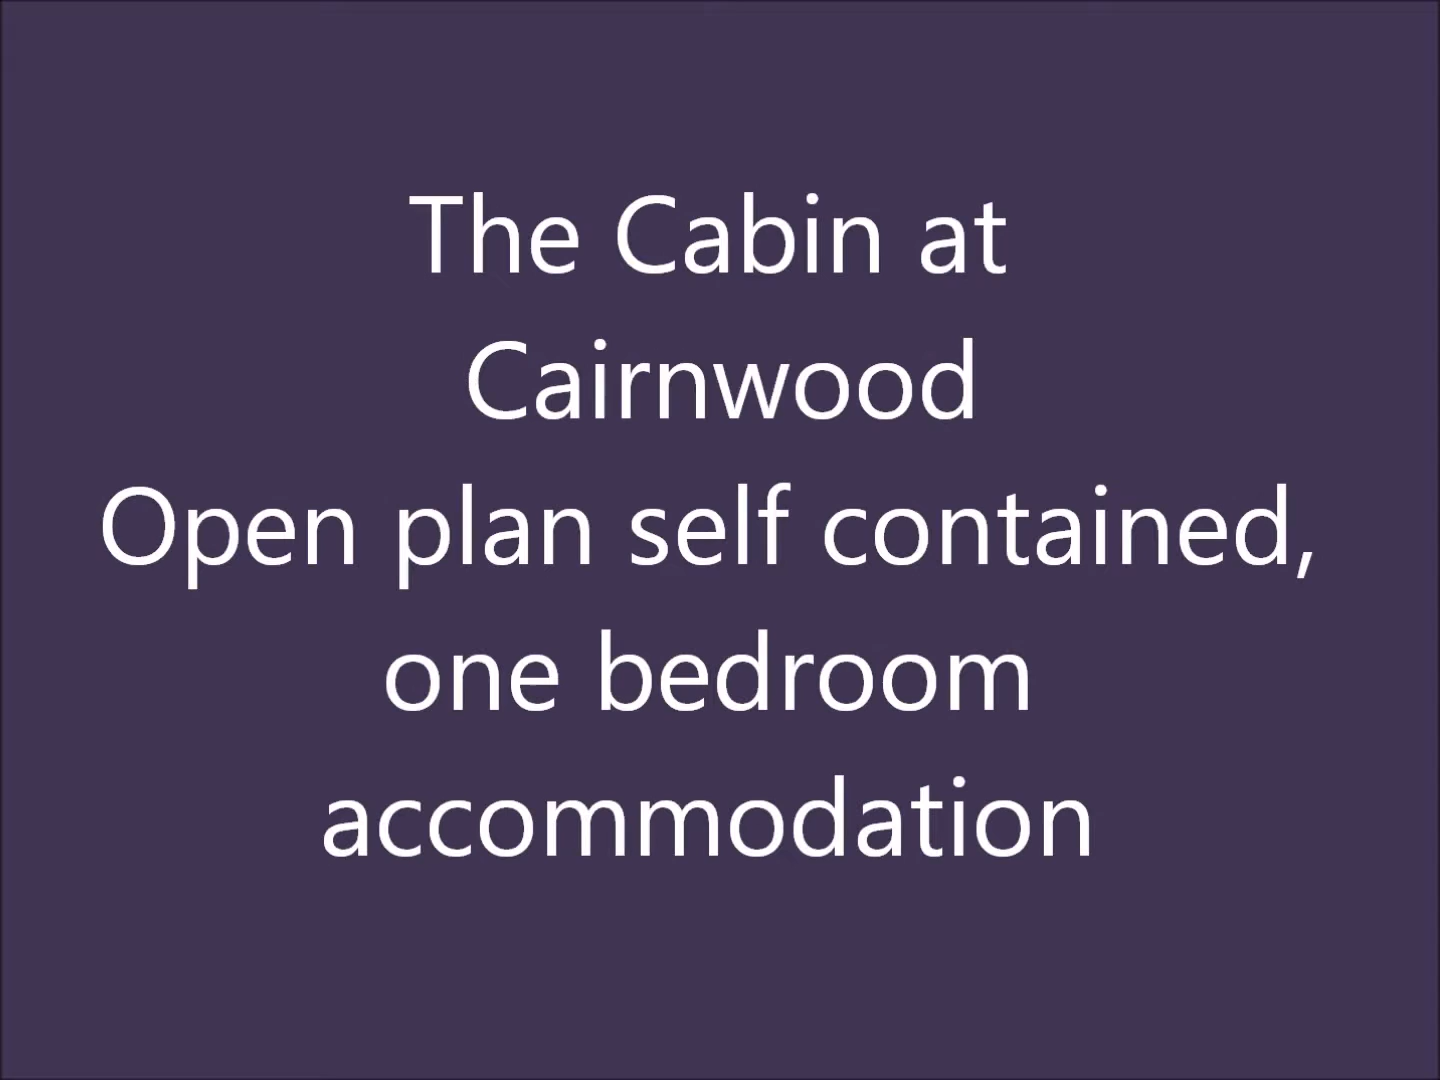 The Cabin at
Cairnwood
Open plan self contained,
one bedroom
accommodation